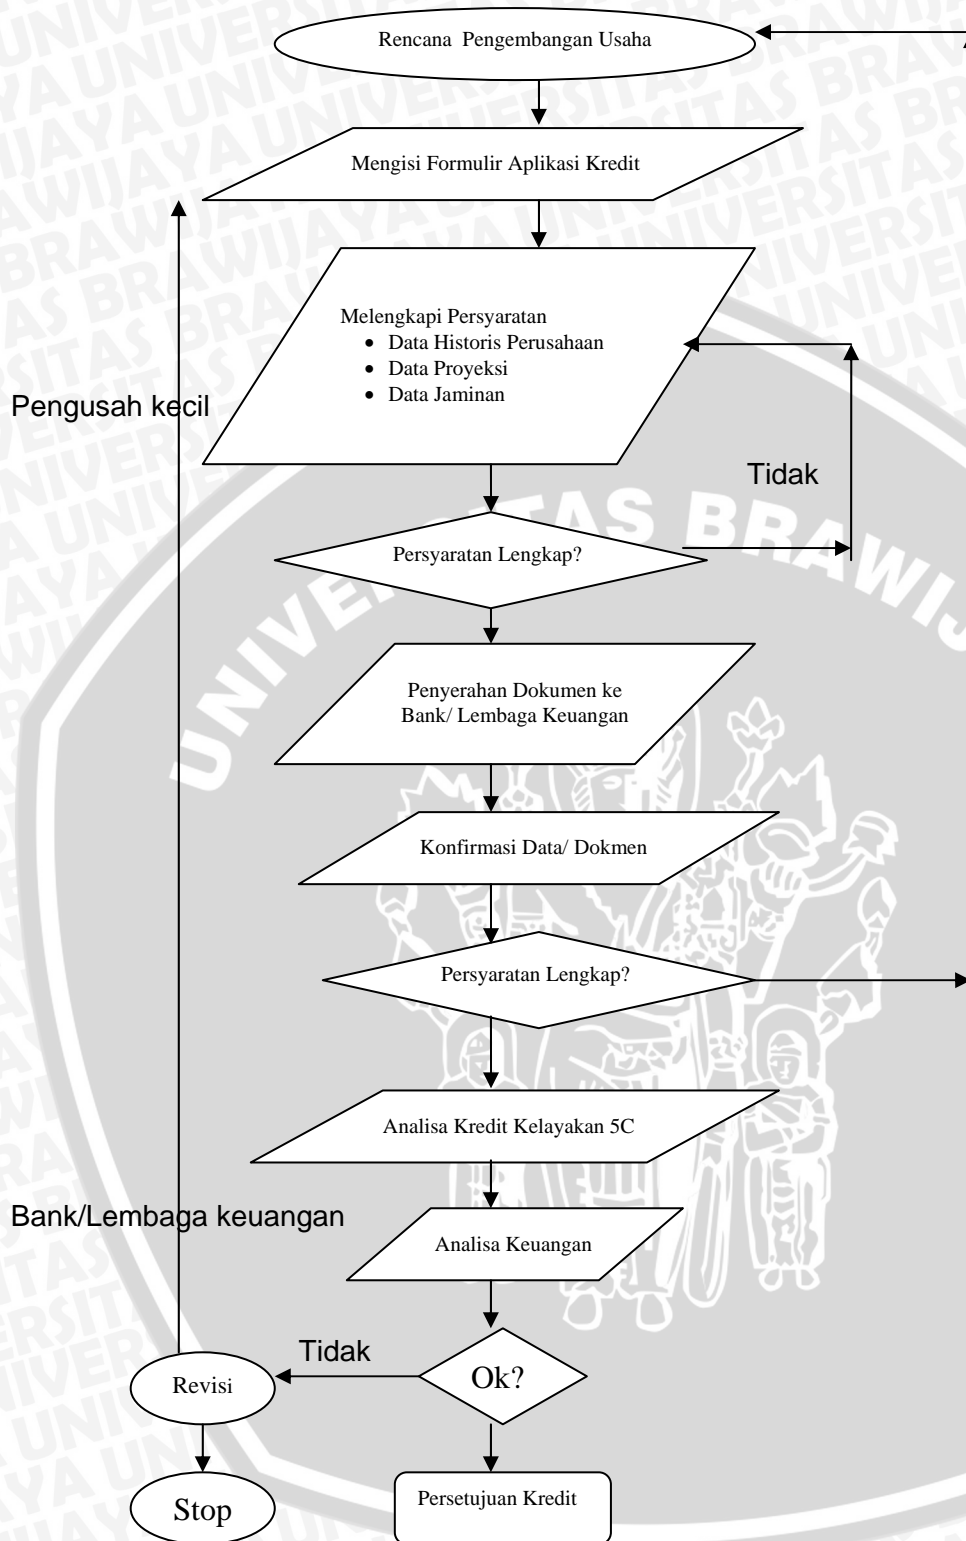 Rencana  Pengembangan Usaha
Mengisi Formulir Aplikasi Kredit
Melengkapi Persyaratan
• Data Historis Perusahaan
• Data Proyeksi
• Data Jaminan
Pengusah kecil
Tidak
Persyaratan Lengkap?
Penyerahan Dokumen ke
Bank/ Lembaga Keuangan
Konfirmasi Data/ Dokmen
Persyaratan Lengkap?
Analisa Kredit Kelayakan 5C
Bank/Lembaga keuangan
Analisa Keuangan
Tidak
Ok?
Revisi
Stop
Persetujuan Kredit
UNIVERSITAS BRAWIJ